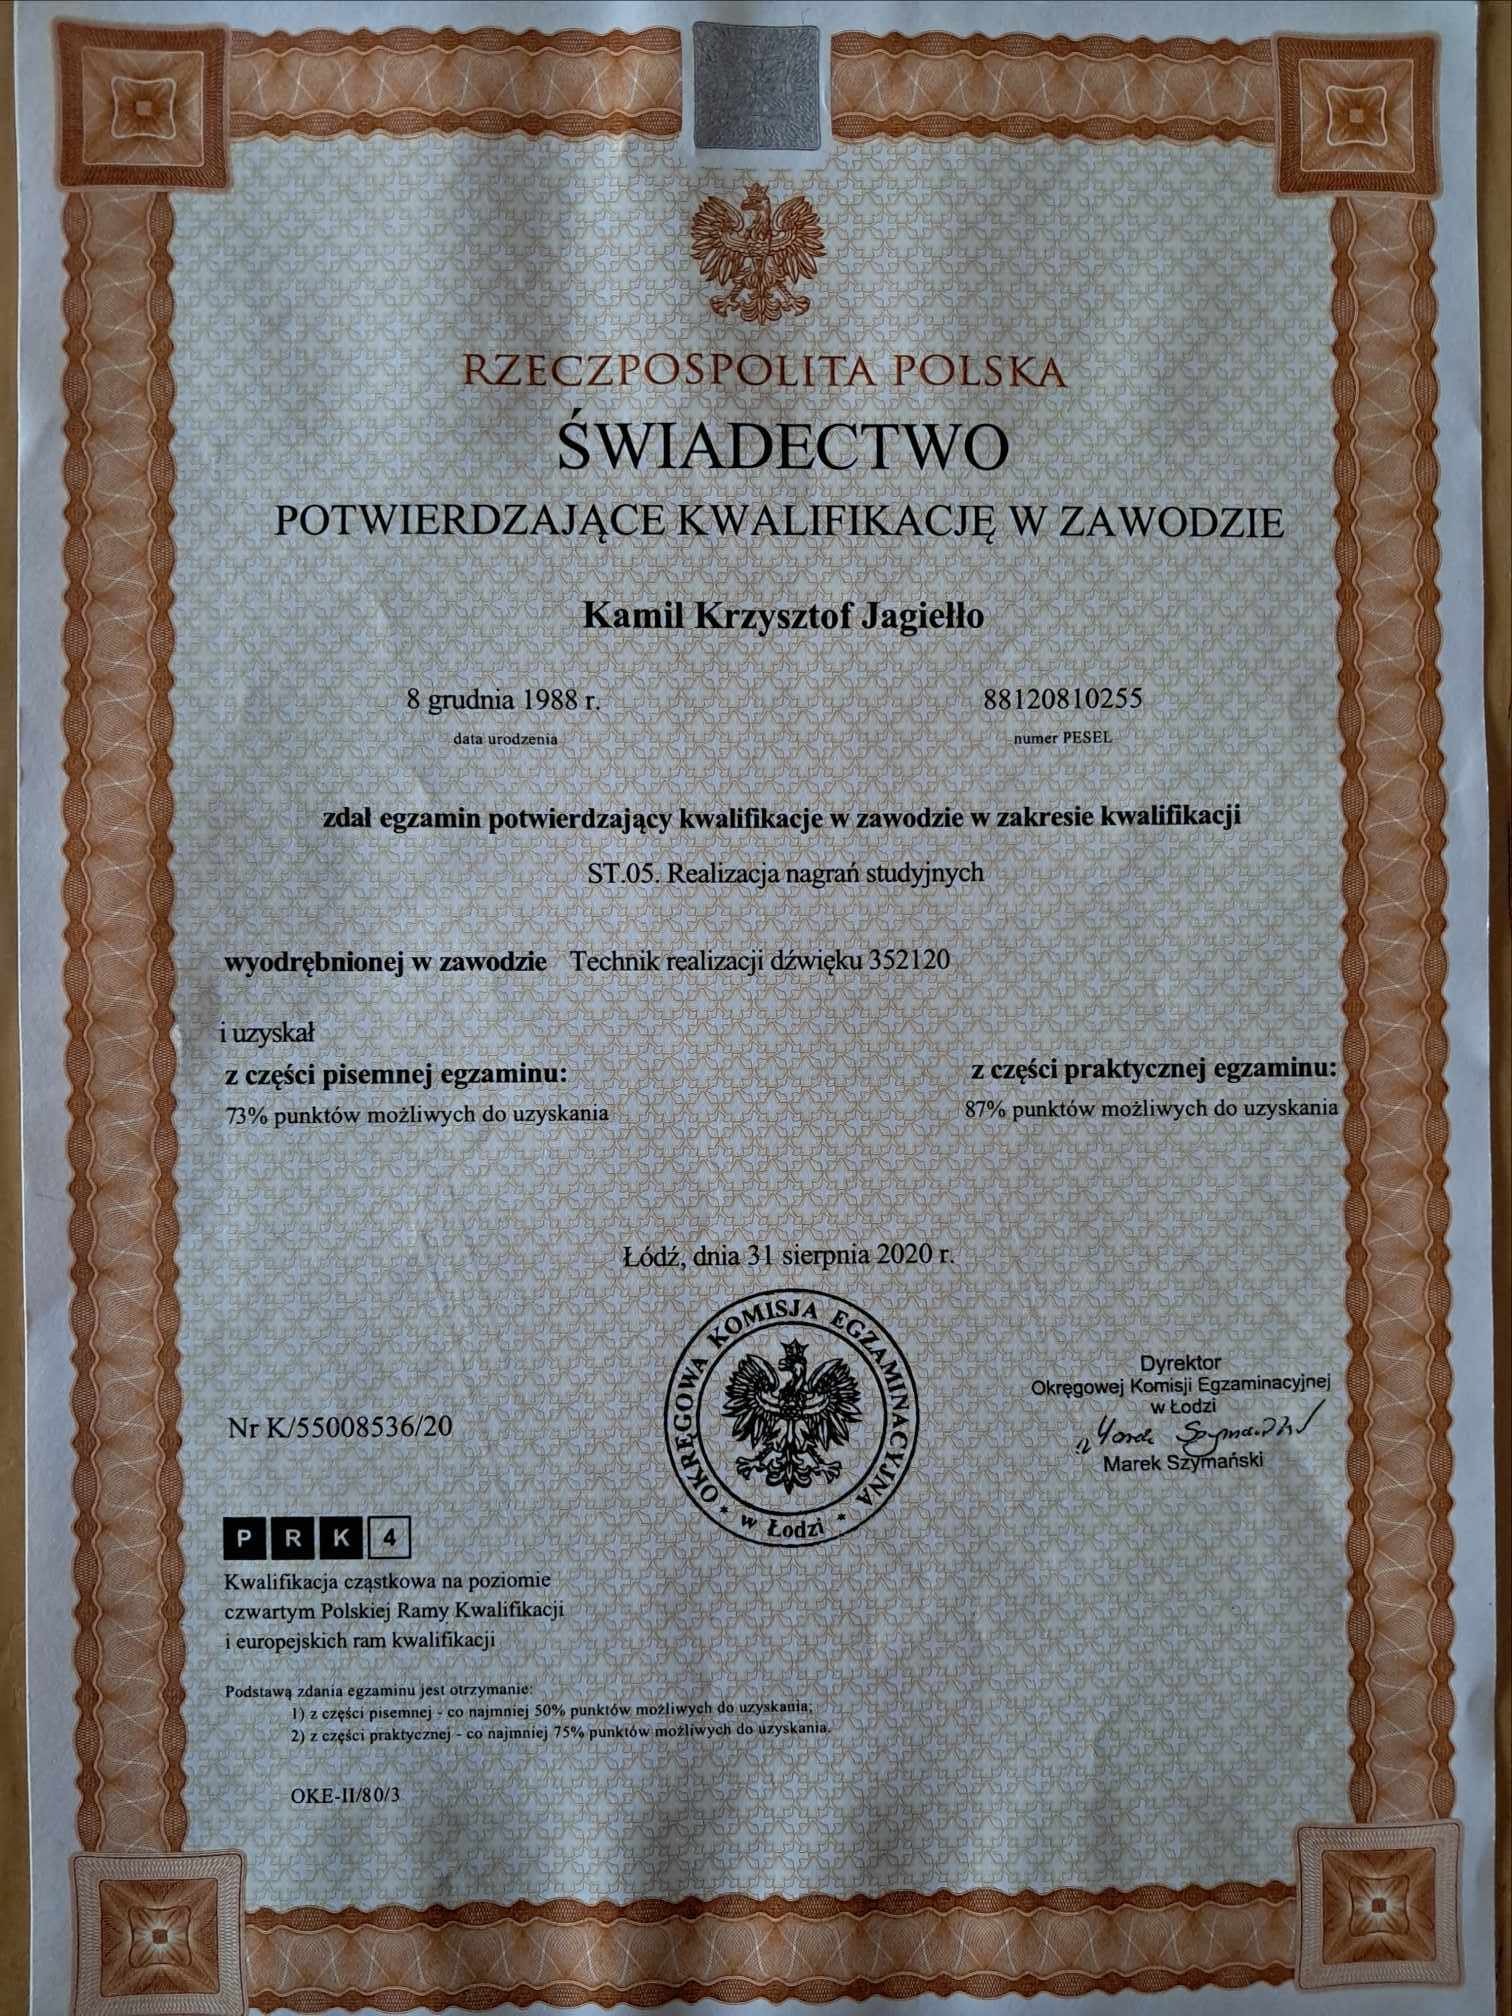 RZECZPOSPOLITA POLSKA
ŚWIADECTWO
POTWIERDZAJĄCE KWALIFIKACJĘ W ZAWODZIE
Kamil Krzysztof Jagiełło
8 grudnia 1988 r. 88120810255
data urodzenia numer PESEL
zdał egzamin potwierdzający kwalifikacje w zawodzie w zakresie kwalifikacji
ST.05. Realizacja nagrań studyjnych
wyodrębnionej w zawodzie Technik realizacji dźwięku 352120
i uzyskał
z części pisemnej egzaminu: z części praktycznej egzaminu:
73% punktów możliwych do uzyskania 87% punktów możliwych do uzyskania
Łódź, dnia 31 sierpnia 2020 r.
OKRĘGOWA KOMISJA EGZAMINACYJNA
* w Łodzi *
Dyrektor
Okręgowej Komisji Egzaminacyjnej
w Łodzi
Marek Szymański
Nr K/55008536/20
P R K 4
Kwalifikacja cząstkowa na poziomie
czwartym Polskiej Ramy Kwalifikacji
i europejskich ram kwalifikacji
Podstawą zdania egzaminu jest otrzymanie:
1) z części pisemnej - co najmniej 50% punktów możliwych do uzyskania;
2) z części praktycznej - co najmniej 75% punktów możliwych do uzyskania.
OKE-II/80/3